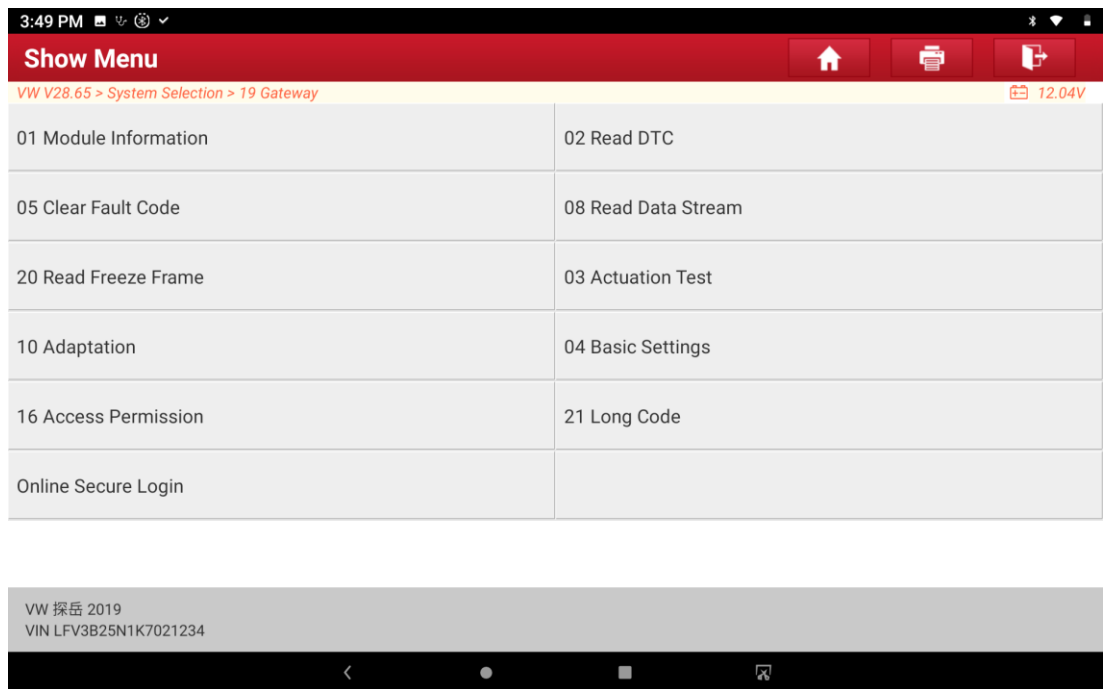 3:49 PM
Show Menu
VW V28.65 > System Selection > 19 Gateway
12.04V
01 Module Information
02 Read DTC
05 Clear Fault Code
08 Read Data Stream
20 Read Freeze Frame
03 Actuation Test
10 Adaptation
04 Basic Settings
16 Access Permission
21 Long Code
Online Secure Login
VW 探岳 2019
VIN LFV3B25N1K7021234